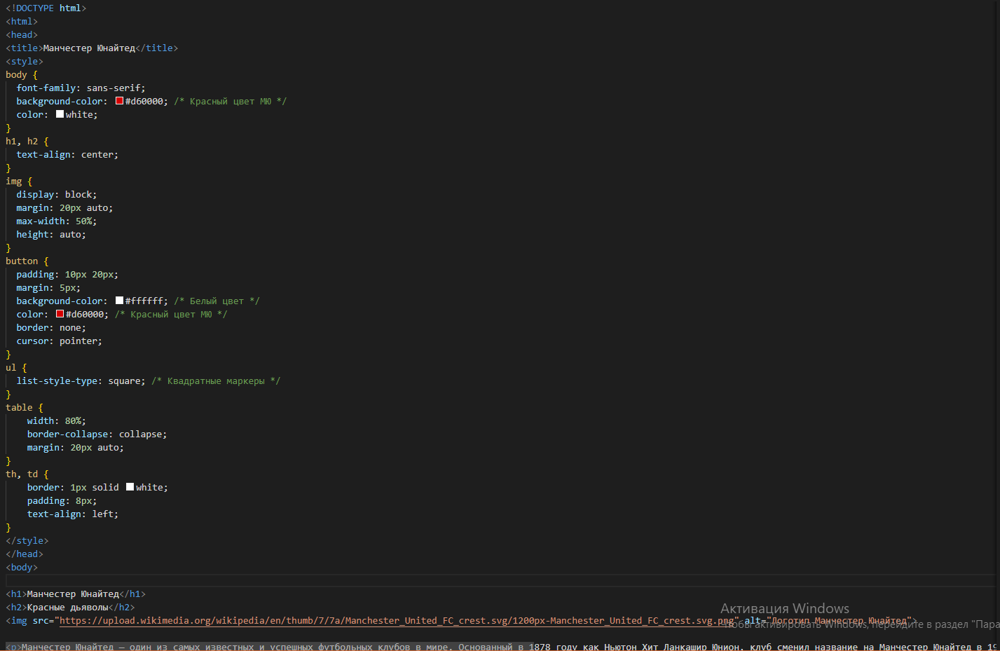 <!DOCTYPE html>
<html>
<head>
<title>Манчестер Юнайтед</title>
<style>
body {
  font-family: sans-serif;
  background-color: #d60000; /* Красный цвет МЮ */
  color: white;
}
h1, h2 {
  text-align: center;
}
img {
  display: block;
  margin: 20px auto;
  max-width: 50%;
  height: auto;
}
button {
  padding: 10px 20px;
  margin: 5px;
  background-color: #ffffff; /* Белый цвет */
  color: #d60000; /* Красный цвет МЮ */
  border: none;
  cursor: pointer;
}
ul {
  list-style-type: square; /* Квадратные маркеры */
}
table {
    width: 80%;
    border-collapse: collapse;
    margin: 20px auto;
}
th, td {
    border: 1px solid white;
    padding: 8px;
    text-align: left;
}
</style>
</head>
<body>
<h1>Манчестер Юнайтед</h1>
<h2>Красные дьяволы</h2>
Активация Windows
<img src="https://upload.wikimedia.org/wikipedia/en/thumb/7/7a/Manchester_United_FC_crest.svg/1200px-Manchester_United_FC_crest.svg.png" alt="Логотип Манчестер Юнайтед">
Чтобы активировать Windows, перейдите в раздел "Пара
<p>Манчестер Юнайтед — один из самых известных и успешных футбольных клубов в мире. Основанный в 1878 году как Ньютон Хит Ланкашир Юнион, клуб сменил название на Манчестер Юнайтед в